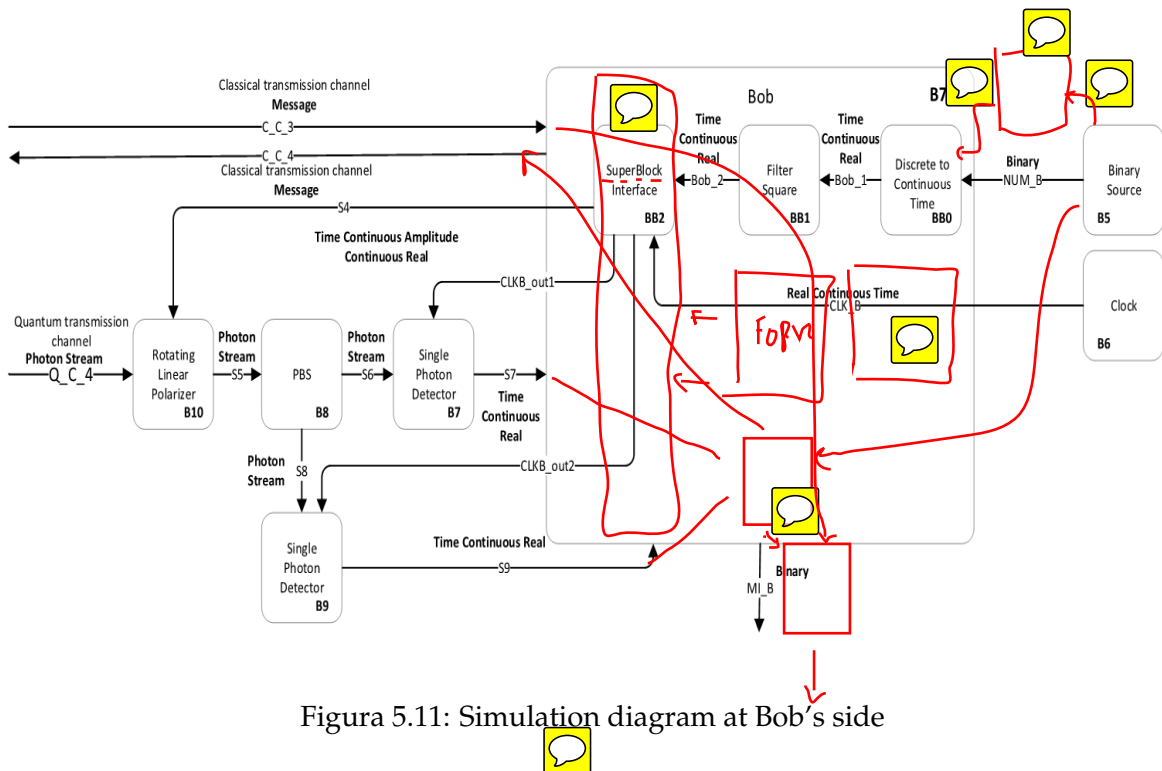 Classical transmission channel
Message
C_C_3
C_C_4
Classical transmission channel
Message
S4
Time Continuous Amplitude
Continuous Real
CLKB_out1
Quantum transmission
channel
Photon Stream
Q_C_4
Rotating
Linear
Polarizer
B10
Photon
Stream
S5
PBS
B8
Photon
Stream
S6
Single
Photon
Detector
B7
S7
Time
Continuous
Real
Photon
Stream
S8
CLKB_out2
Single
Photon
Detector
B9
Time Continuous Real
S9
Bob
B7
SuperBlock
Interface
BB2
Time
Continuous
Real
Bob_2
Filter
Square
BB1
Time
Continuous
Real
Bob_1
Discrete to
Continuous
Time
BB0
Binary
NUM_B
Binary
Source
B5
Real Continuous Time
CLK_B
Clock
B6
Binary
MI_B
Figura 5.11: Simulation diagram at Bob's side